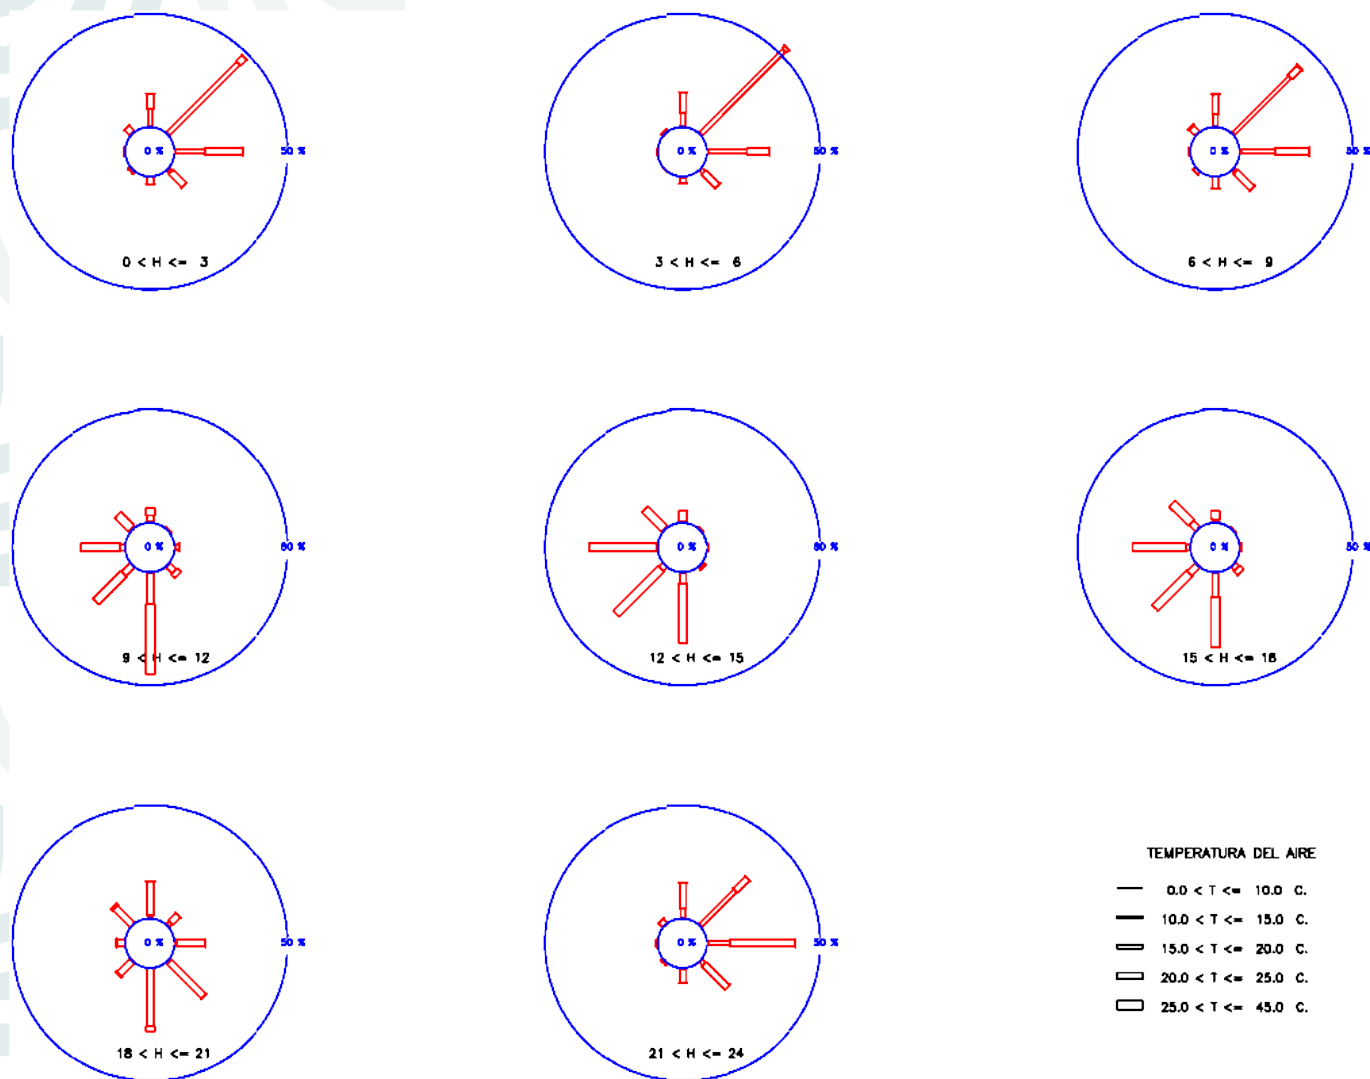 0 %
50 %
0 < H <= 3
0 %
50 %
3 < H <= 6
0 %
50 %
6 < H <= 9
0 %
50 %
9 < H <= 12
0 %
50 %
12 < H <= 15
0 %
50 %
15 < H <= 18
0 %
50 %
18 < H <= 21
0 %
50 %
21 < H <= 24
TEMPERATURA DEL AIRE
0.0 < T <= 10.0 C.
10.0 < T <= 15.0 C.
15.0 < T <= 20.0 C.
20.0 < T <= 25.0 C.
25.0 < T <= 45.0 C.